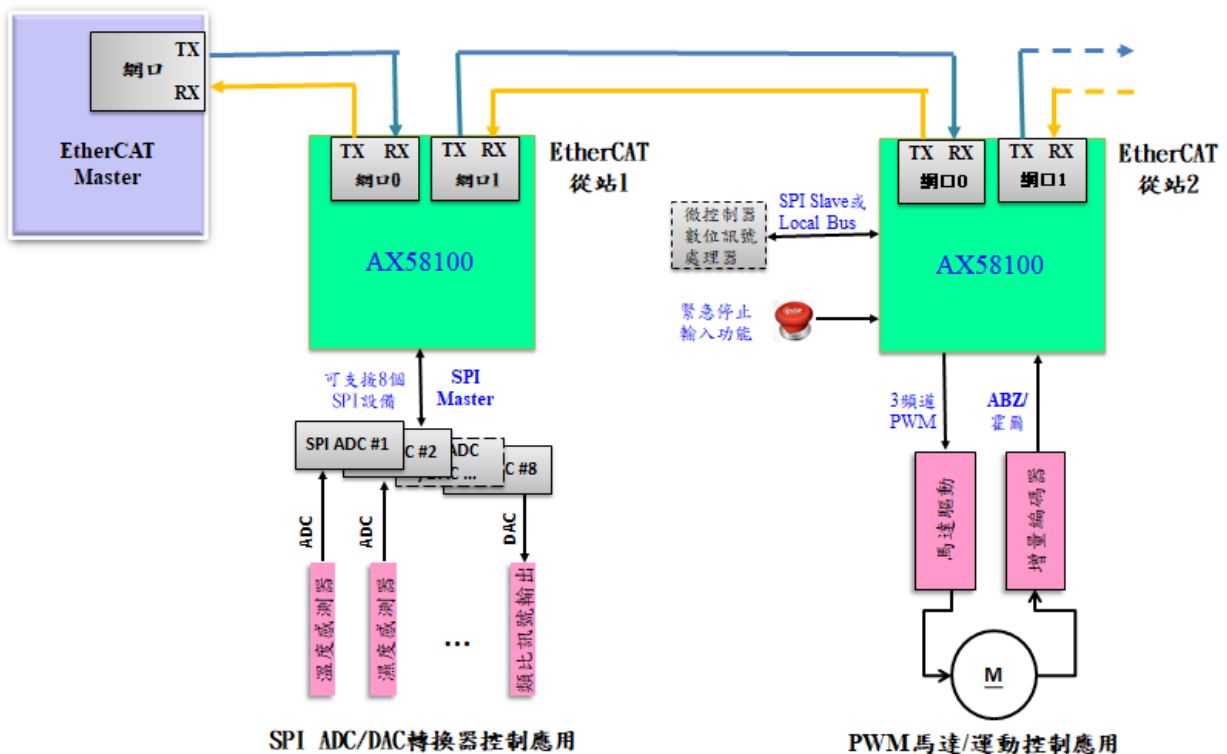 TX
網口
RX
EtherCAT
Master
TX RX
網口0
TX RX
網口1
EtherCAT
從站1
AX58100
TX RX
網口0
TX RX
網口1
EtherCAT
從站2
AX58100
微控制器
數位訊號
處理器
SPI Slave或
Local Bus
緊急停止
輸入功能
STOP
可支援8個
SPI設備
SPI
Master
SPI ADC #1
C #2
ADC
C #8
ADC
ADC
DAC
溫度感測器
濕度感測器
...
類比訊號輸出
3頻道
PWM
ABZ/
霍爾
馬達驅動
增量編碼器
M
SPI ADC/DAC轉換器控制應用
PWM馬達/運動控制應用